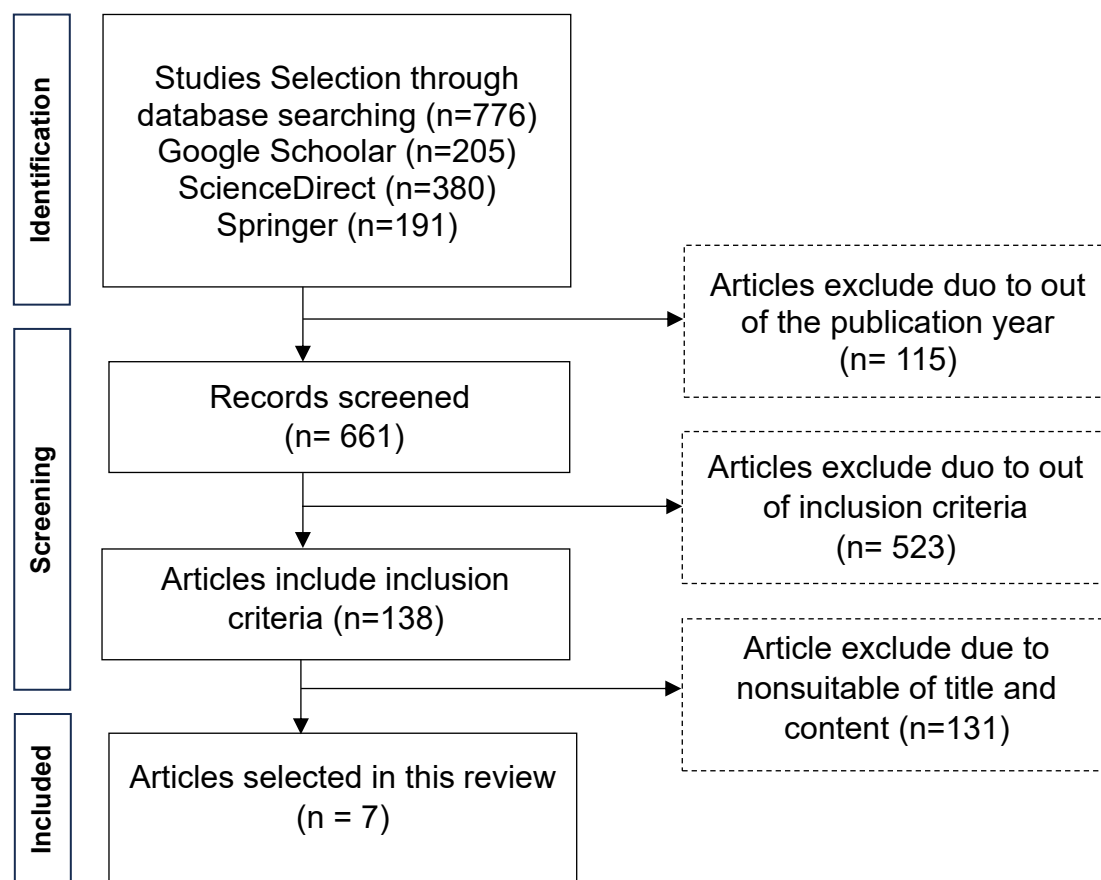 Identification
Studies Selection through
database searching (n=776)
Google Schoolar (n=205)
ScienceDirect (n=380)
Springer (n=191)
Articles exclude duo to out
of the publication year
(n= 115)
Screening
Records screened
(n= 661)
Articles exclude duo to out
of inclusion criteria
(n= 523)
Articles include inclusion
criteria (n=138)
Article exclude due to
nonsuitable of title and
content (n=131)
Included
Articles selected in this review
(n = 7)